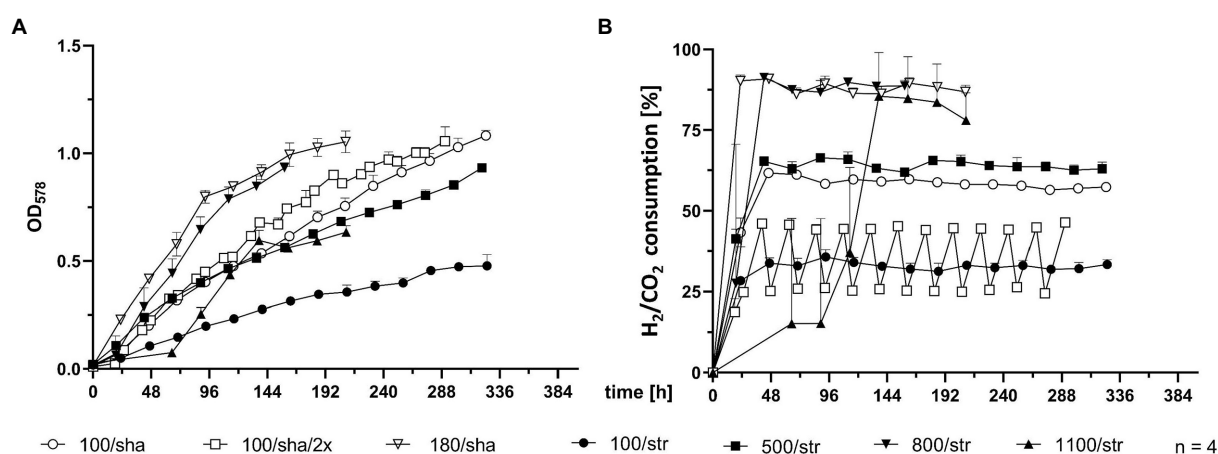 A
B
OD578
1.5
1.0
0.5
0.0
0 48 96 144 192 240 288 336 384
H2/CO2 consumption [%]
100
75
50
25
0
time [h]
0 48 96 144 192 240 288 336 384
100/sha 100/sha/2x 180/sha 100/str 500/str 800/str 1100/str n = 4